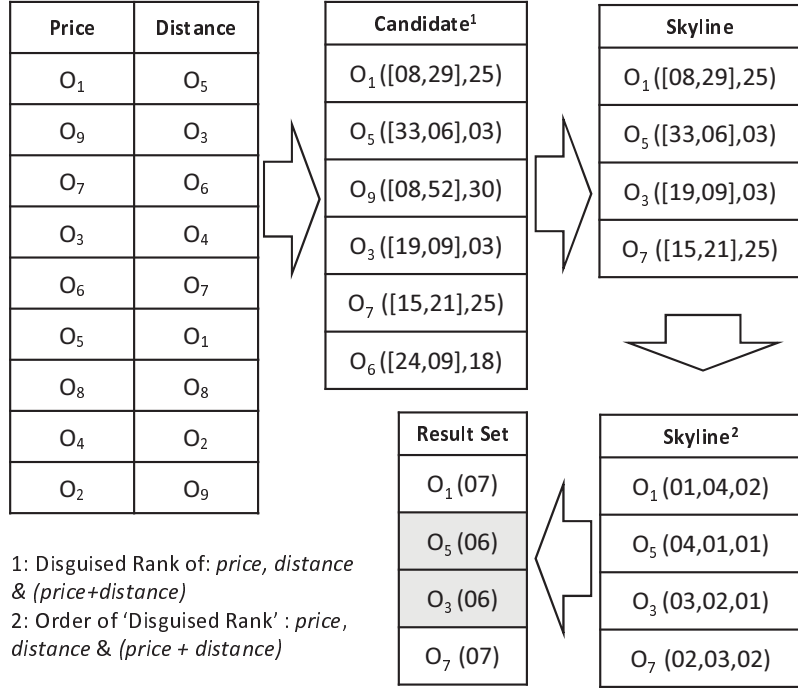 Price Distance
O₁ O₅
O₉ O₃
O₇ O₆
O₃ O₄
O₆ O₇
O₅ O₁
O₈ O₈
O₄ O₂
O₂ O₉
Candidate¹
O₁ ([08,29],25)
O₅ ([33,06],03)
O₉ ([08,52],30)
O₃ ([19,09],03)
O₇ ([15,21],25)
O₆ ([24,09],18)
Skyline
O₁ ([08,29],25)
O₅ ([33,06],03)
O₃ ([19,09],03)
O₇ ([15,21],25)
Skyline²
O₁ (01,04,02)
O₅ (04,01,01)
O₃ (03,02,01)
O₇ (02,03,02)
Result Set
O₁ (07)
O₅ (06)
O₃ (06)
O₇ (07)
1: Disguised Rank of: price, distance
& (price+distance)
2: Order of ‘Disguised Rank’ : price,
distance & (price + distance)